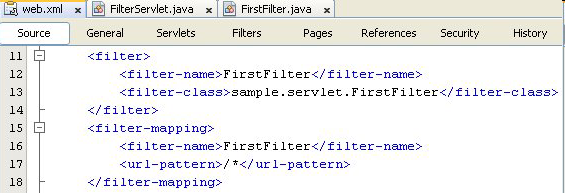 web.xml x FilterServlet.java x FirstFilter.java x
Source General Servlets Filters Pages References Security History
11 <filter>
12 <filter-name>FirstFilter</filter-name>
13 <filter-class>sample.servlet.FirstFilter</filter-class>
14 </filter>
15 <filter-mapping>
16 <filter-name>FirstFilter</filter-name>
17 <url-pattern>/*</url-pattern>
18 </filter-mapping>